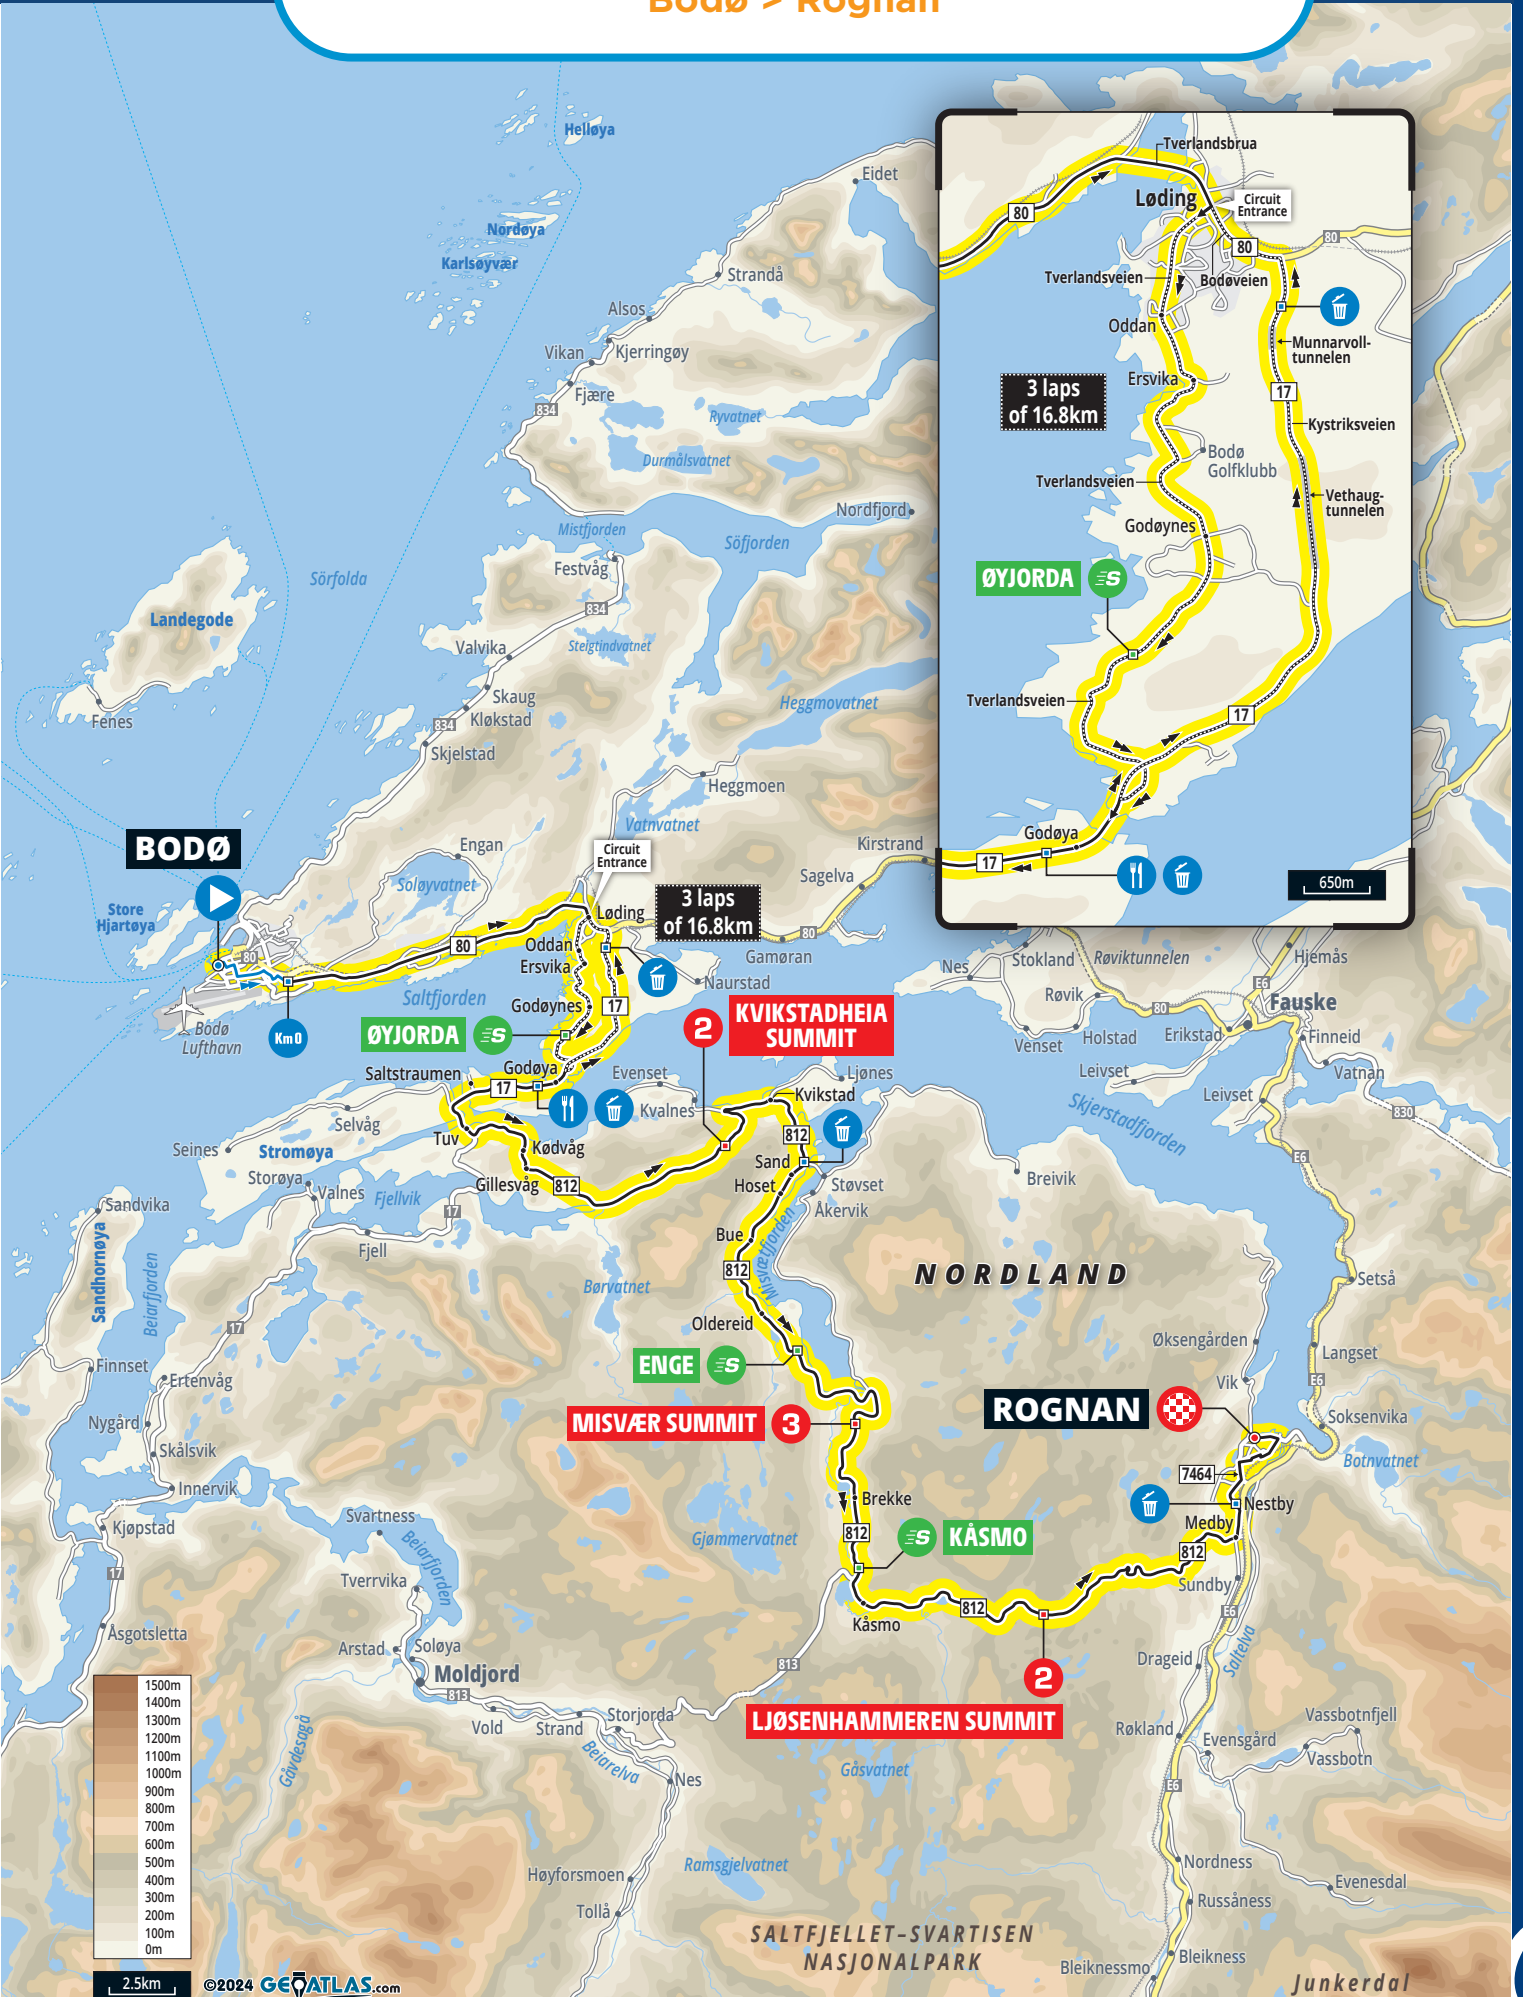 Bodø > Rognan
Helløya
Nordøya
Karlsøyvær
Eidet
Strandå
Alsos
Vikan
Kjerringøy
Fjære
834
Ryvatnet
Durmålsvatnet
Nordfjord
Mistfjorden
Söfjorden
Festvåg
Sörfolda
834
Landegode
Steigtindvatnet
Valvika
Skaug
Kløkstad
834
Fenes
Skjelstad
Heggmovatnet
Heggmoen
Vatnvatnet
BODØ
Engan
Circuit
Entrance
Kirstrand
Soløyvatnet
Sagelva
Store
Hjartøya
Løding
3 laps
of 16.8km
80
80
80
Oddan
Ersvika
Gamøran
Naurstad
Saltfjorden
Godøynes
17
Km0
Bodø
Lufthavn
ØYJORDA
S
2
KVIKSTADHEIA
SUMMIT
Saltstraumen
Godøya
17
Evenset
Ljønes
Kvikstad
Kvalnes
Selvåg
Seines
Stromøya
Tuv
Kødvåg
812
Sand
Storøya
Valnes
Fjellvik
Gillesvåg
812
Hoset
Støvset
Åkervik
Sandvika
17
Fjell
Bue
Misværfjorden
Breivik
Sandhornøya
Beiarfjorden
812
NORDLAND
Børvatnet
17
Oldereid
Finnset
Ertenvåg
ENGE
S
Nygård
MISVÆR SUMMIT
3
ROGNAN
Skålsvik
Innervik
Kjøpstad
Svartness
Beiarfjorden
Brekke
Gjømmervatnet
812
S
KÅSMO
17
Tverrvika
Kåsmo
812
Åsgotsletta
Arstad
Soløya
Moldjord
813
813
2
LJØSENHAMMEREN SUMMIT
Vold
Strand
Storjorda
Beiarelva
Gåvdesågå
Nes
Gåsvatnet
Høyforsmoen
Ramsgjelvatnet
Tollå
SALTFJELLET–SVARTISEN
NASJONALPARK
Tverlandsbrua
80
Løding
Circuit
Entrance
80
80
Tverlandsveien
Bodøveien
Oddan
Munnarvoll-
tunnelen
Ersvika
3 laps
of 16.8km
17
Kystriksveien
Bodø
Golfklubb
Tverlandsveien
Vethaug-
tunnelen
Godøynes
ØYJORDA
S
Tverlandsveien
17
Godøya
17
650m
Nes
Stokland
Røviktunnelen
Hjemås
E6
Fauske
Røvik
80
Erikstad
Finneid
Venset
Holstad
Leivset
Vatnan
Leivset
830
Skjerstadfjorden
E6
Setså
Øksengården
Langset
Vik
E6
Soksenvika
Botnvatnet
7464
Nestby
Medby
812
Sundby
E6
Saltelva
Drageid
Røkland
Evensgård
Vassbotnfjell
Vassbotn
E6
Nordness
Evenesdal
Russåness
Bleikness
Bleiknessmo
Junkerdal
1500m
1400m
1300m
1200m
1100m
1000m
900m
800m
700m
600m
500m
400m
300m
200m
100m
0m
2.5km
©2024 GEOATLAS.com